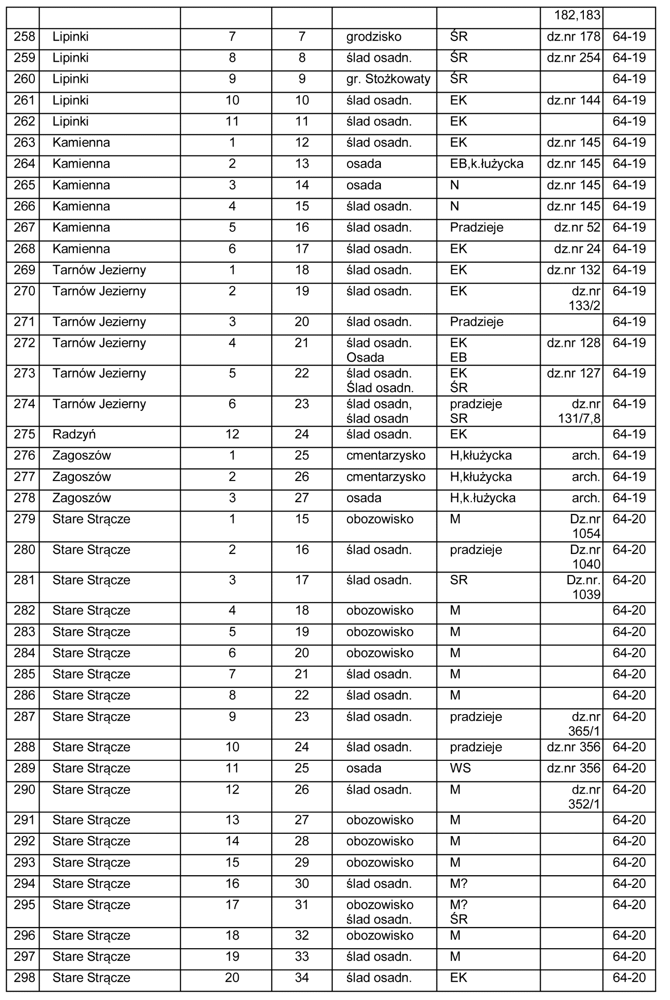 182,183
258 Lipinki 7 7 grodzisko ŚR dz.nr 178 64-19
259 Lipinki 8 8 ślad osadn. ŚR dz.nr 254 64-19
260 Lipinki 9 9 gr. Stożkowaty ŚR 64-19
261 Lipinki 10 10 ślad osadn. EK dz.nr 144 64-19
262 Lipinki 11 11 ślad osadn. EK 64-19
263 Kamienna 1 12 ślad osadn. EK dz.nr 145 64-19
264 Kamienna 2 13 osada EB,k.łużycka dz.nr 145 64-19
265 Kamienna 3 14 osada N dz.nr 145 64-19
266 Kamienna 4 15 ślad osadn. N dz.nr 145 64-19
267 Kamienna 5 16 ślad osadn. Pradzieje dz.nr 52 64-19
268 Kamienna 6 17 ślad osadn. EK dz.nr 24 64-19
269 Tarnów Jezierny 1 18 ślad osadn. EK dz.nr 132 64-19
270 Tarnów Jezierny 2 19 ślad osadn. EK dz.nr 64-19
133/2
271 Tarnów Jezierny 3 20 ślad osadn. Pradzieje 64-19
272 Tarnów Jezierny 4 21 ślad osadn. EK dz.nr 128 64-19
Osada EB
273 Tarnów Jezierny 5 22 ślad osadn. EK dz.nr 127 64-19
Ślad osadn. ŚR
274 Tarnów Jezierny 6 23 ślad osadn, pradzieje dz.nr 64-19
ślad osadn SR 131/7,8
275 Radzyń 12 24 ślad osadn. EK 64-19
276 Zagoszów 1 25 cmentarzysko H,kłużycka arch. 64-19
277 Zagoszów 2 26 cmentarzysko H,kłużycka arch. 64-19
278 Zagoszów 3 27 osada H,k.łużycka arch. 64-19
279 Stare Strącze 1 15 obozowisko M Dz.nr 64-20
1054
280 Stare Strącze 2 16 ślad osadn. pradzieje Dz.nr 64-20
1040
281 Stare Strącze 3 17 ślad osadn. SR Dz.nr. 64-20
1039
282 Stare Strącze 4 18 obozowisko M 64-20
283 Stare Strącze 5 19 obozowisko M 64-20
284 Stare Strącze 6 20 obozowisko M 64-20
285 Stare Strącze 7 21 ślad osadn. M 64-20
286 Stare Strącze 8 22 ślad osadn. M 64-20
287 Stare Strącze 9 23 ślad osadn. pradzieje dz.nr 64-20
365/1
288 Stare Strącze 10 24 ślad osadn. pradzieje dz.nr 356 64-20
289 Stare Strącze 11 25 osada WS dz.nr 356 64-20
290 Stare Strącze 12 26 ślad osadn. M dz.nr 64-20
352/1
291 Stare Strącze 13 27 obozowisko M 64-20
292 Stare Strącze 14 28 obozowisko M 64-20
293 Stare Strącze 15 29 obozowisko M 64-20
294 Stare Strącze 16 30 ślad osadn. M? 64-20
295 Stare Strącze 17 31 obozowisko M? 64-20
ślad osadn. ŚR
296 Stare Strącze 18 32 obozowisko M 64-20
297 Stare Strącze 19 33 ślad osadn. M 64-20
298 Stare Strącze 20 34 ślad osadn. EK 64-20